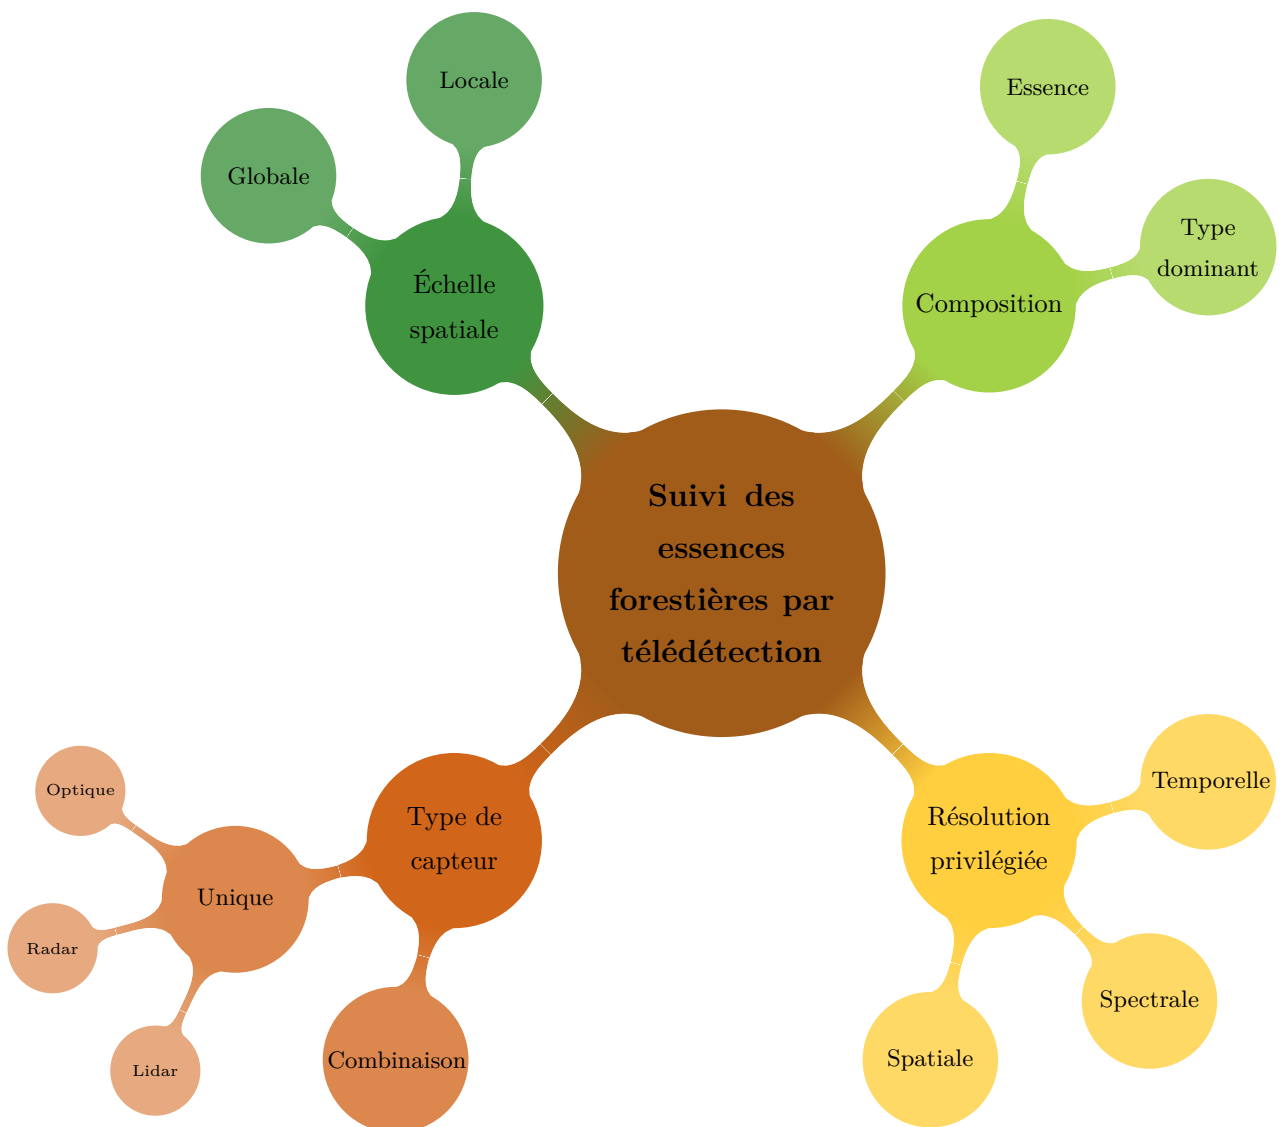 Locale
Globale
Échelle
spatiale
Essence
Type
dominant
Composition
Suivi des
essences
forestières par
télédétection
Type de
capteur
Unique
Optique
Radar
Lidar
Combinaison
Résolution
privilégiée
Temporelle
Spectrale
Spatiale